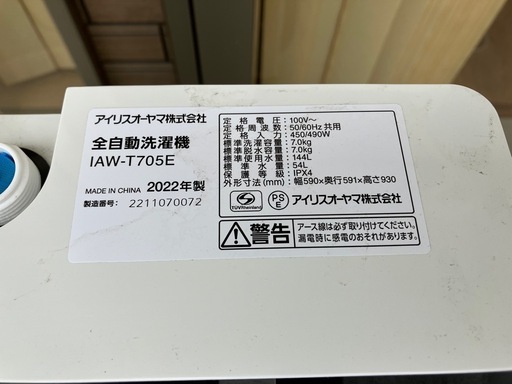 アイリスオーヤマ株式会社
全自動洗濯機
IAW-T705E
MADE IN CHINA 2022年製
製造番号: 2211070072
定格電圧:100V～
定格周波数:50/60Hz 共用
定格入力:450/490W
標準洗濯容量:7.0kg
標準脱水容量:7.0kg
標準使用水量:144L
標準水量:54L
保護等級:IPX4
外形寸法:幅590×奥行591×高さ930
TÜVRheinland
PS
E
アイリスオーヤマ株式会社
警告
アース線は必ず取り付けてください。
漏電時に感電のおそれがあります。